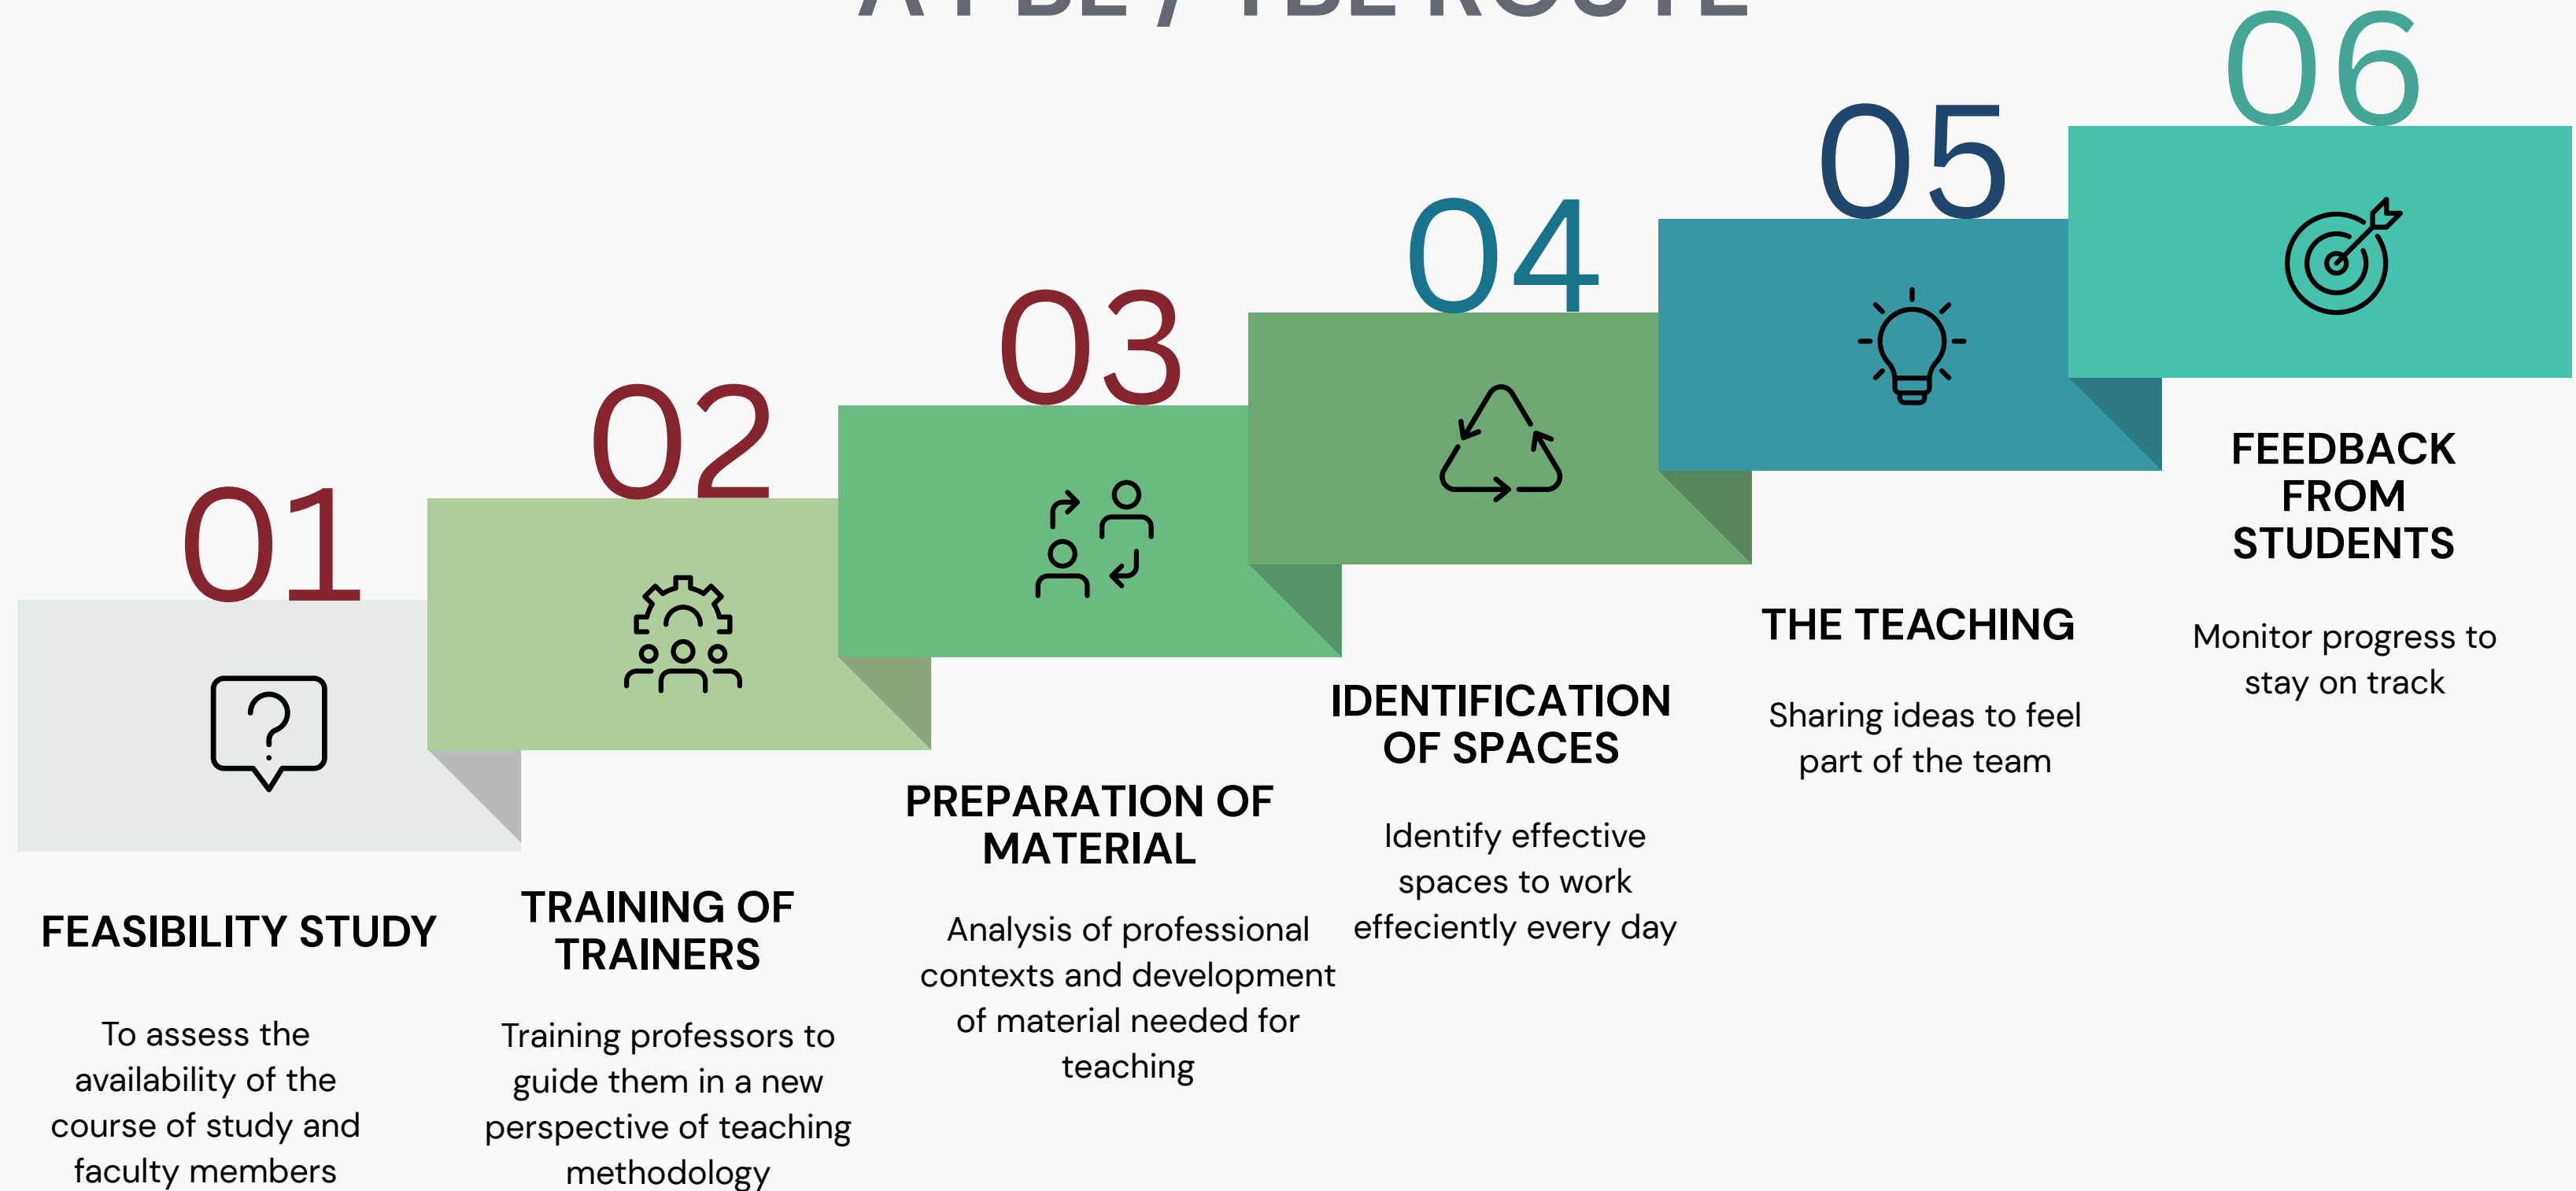 ROUTE
06
05
04
03
02
01
FEASIBILITY STUDY
To assess the
availability of the
course of study and
faculty members
TRAINING OF
TRAINERS
Training professors to
guide them in a new
perspective of teaching
methodology
PREPARATION OF
MATERIAL
Analysis of professional
contexts and development
of material needed for
teaching
IDENTIFICATION
OF SPACES
Identify effective
spaces to work
effeciently every day
THE TEACHING
Sharing ideas to feel
part of the team
FEEDBACK
FROM
STUDENTS
Monitor progress to
stay on track